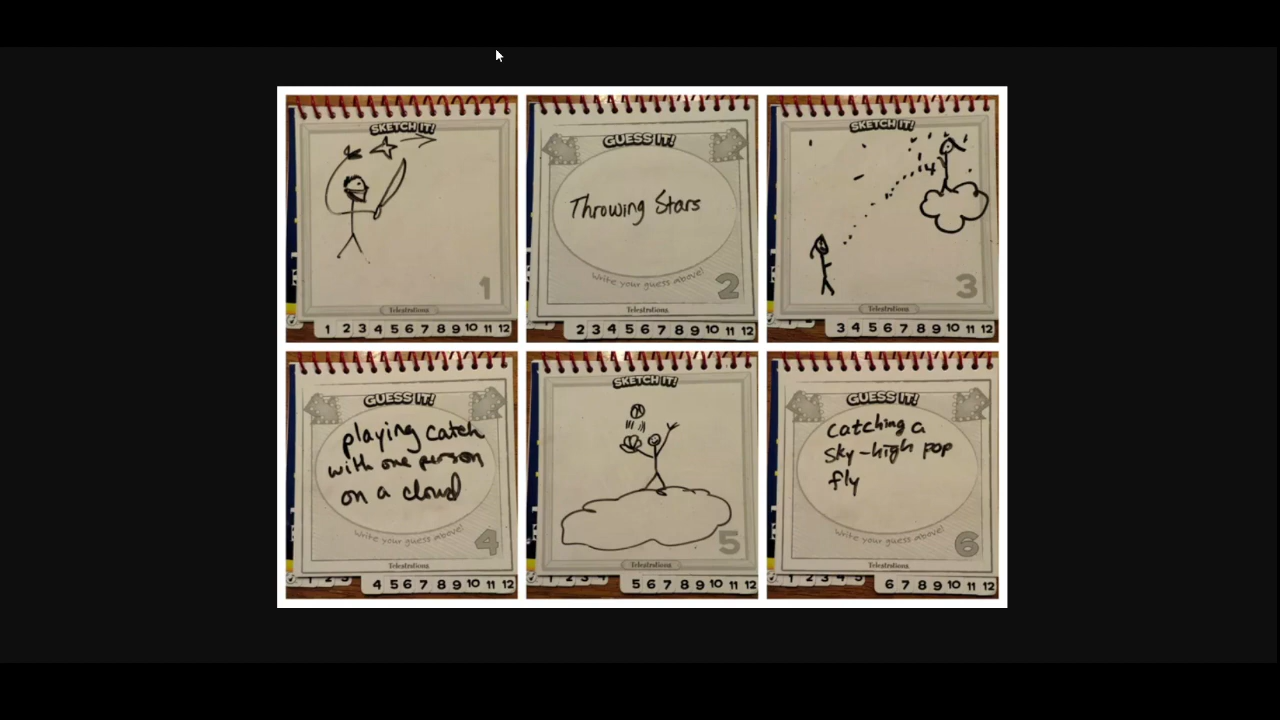 SKETCH IT!
1
Telestrations
1 2 3 4 5 6 7 8 9 10 11 12
GUESS IT!
Throwing Stars
Write your guess above!
2
Telestrations
2 3 4 5 6 7 8 9 10 11 12
SKETCH IT!
3
Telestrations
3 4 5 6 7 8 9 10 11 12
GUESS IT!
playing catch
with one person
on a cloud
Write your guess above!
4
Telestrations
4 5 6 7 8 9 10 11 12
SKETCH IT!
5
Telestrations
5 6 7 8 9 10 11 12
GUESS IT!
catching a
sky-high pop
fly
Write your guess above!
6
Telestrations
6 7 8 9 10 11 12